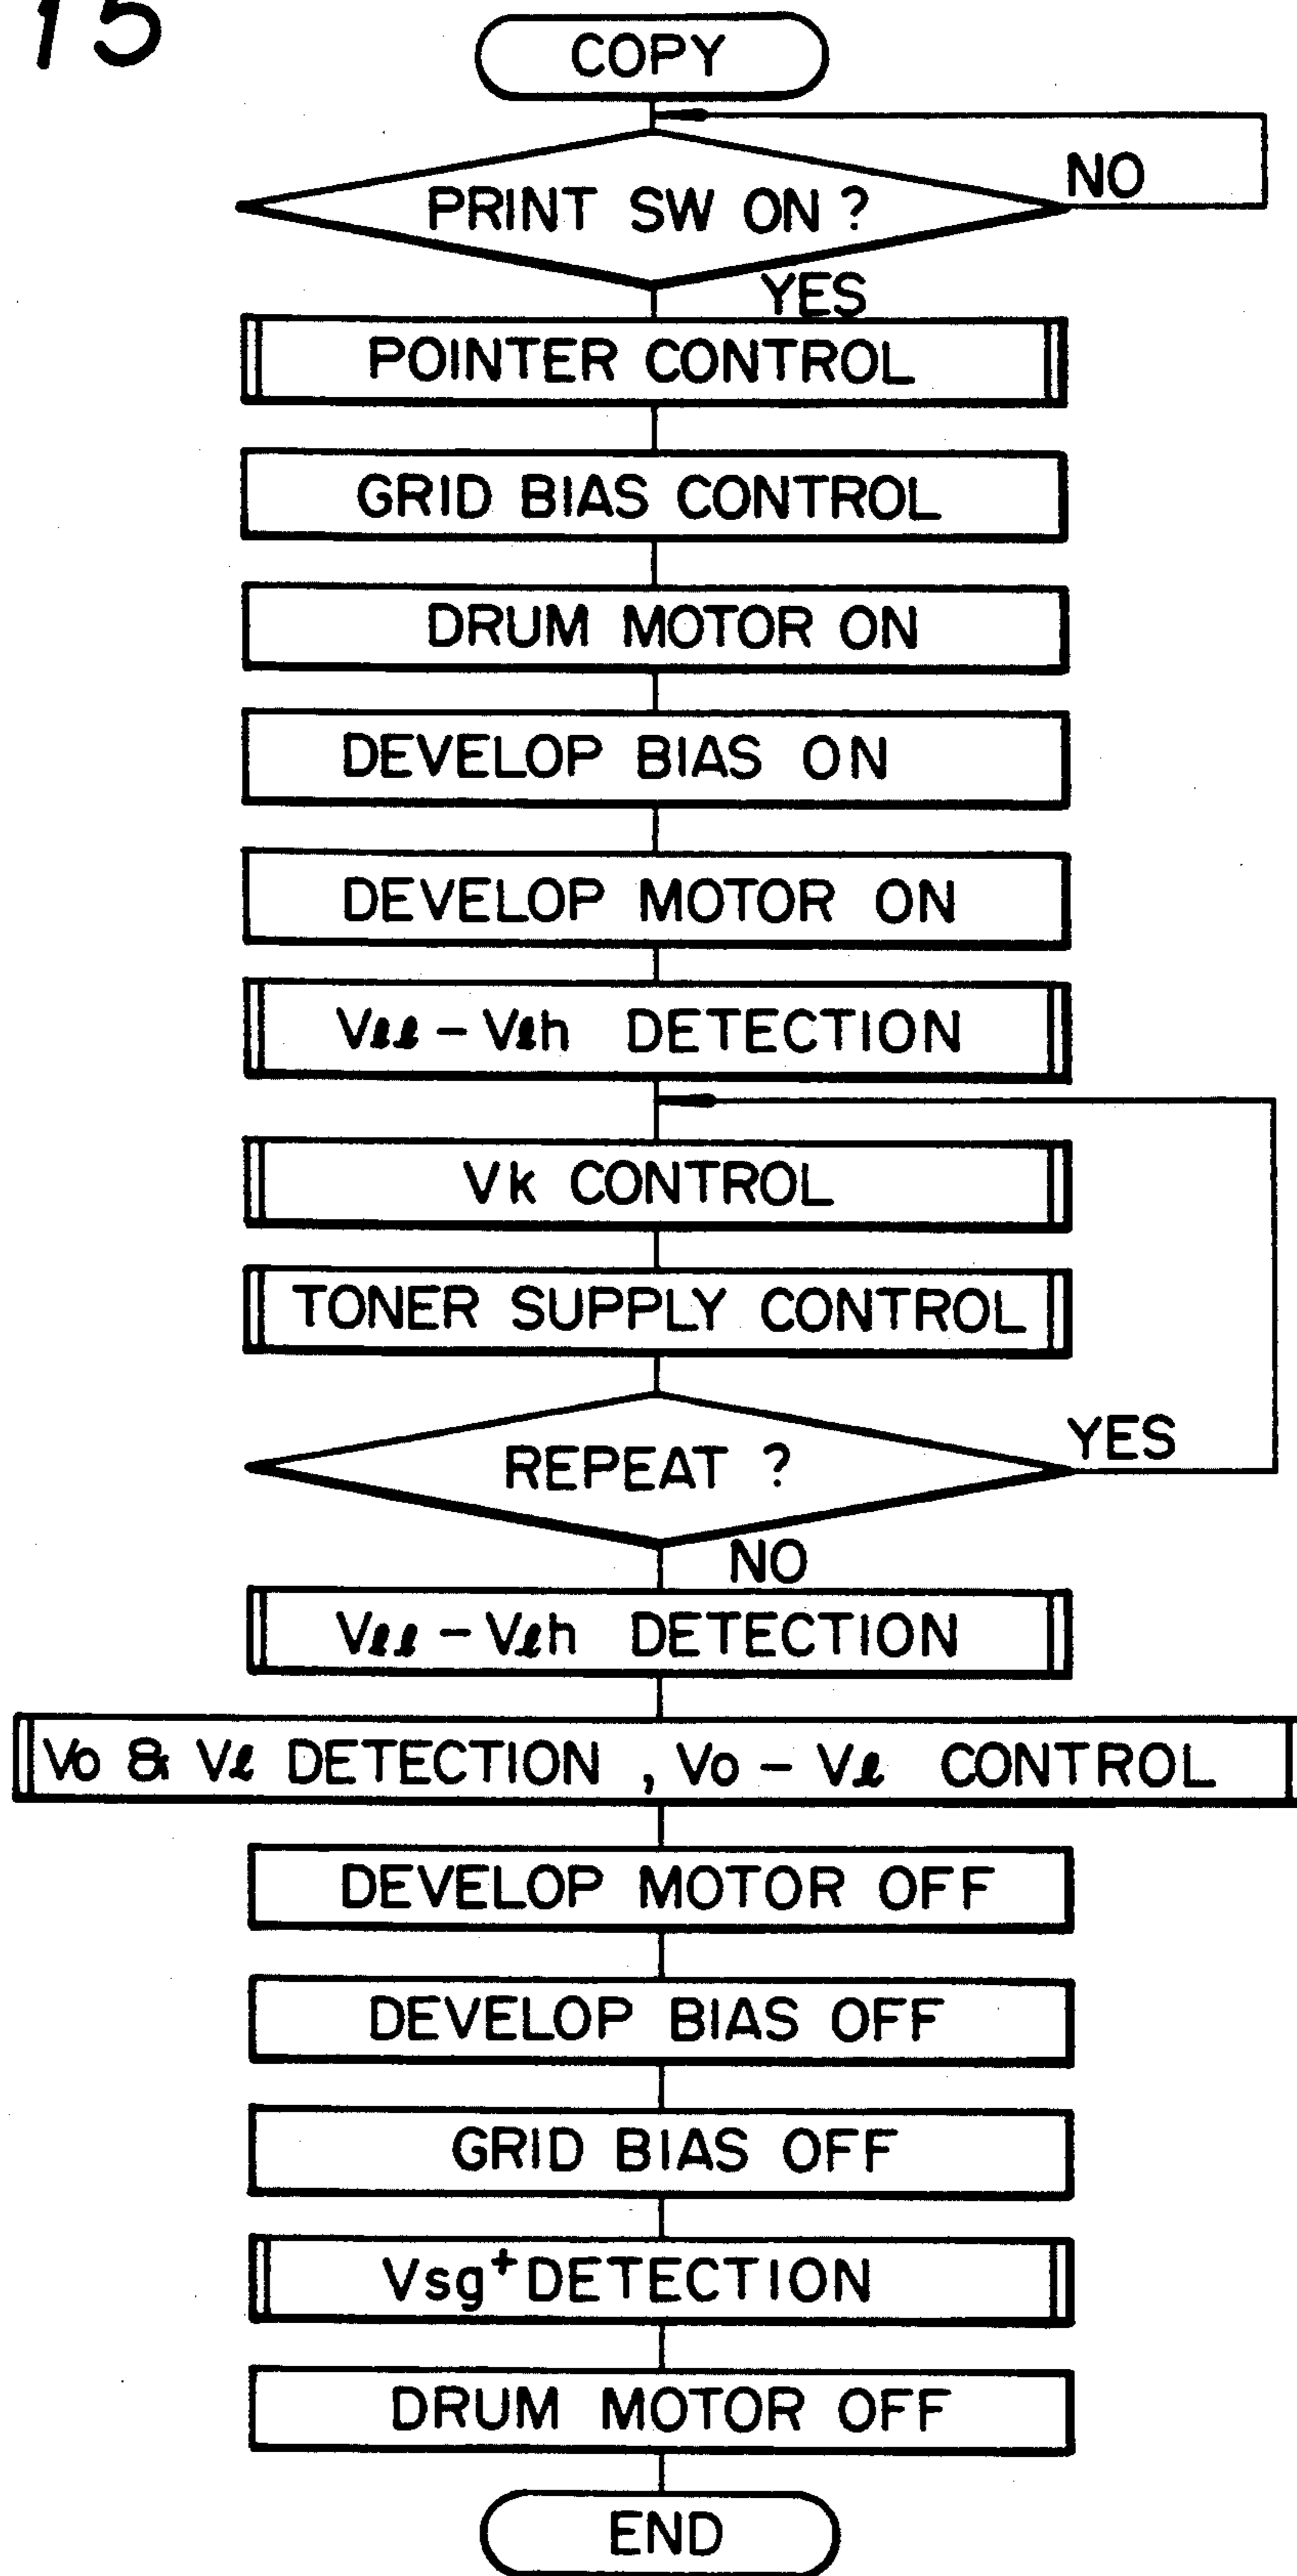 15
COPY
PRINT SW ON ?
NO
YES
POINTER CONTROL
GRID BIAS CONTROL
DRUM MOTOR ON
DEVELOP BIAS ON
DEVELOP MOTOR ON
Vℓℓ - Vℓh DETECTION
Vk CONTROL
TONER SUPPLY CONTROL
REPEAT ?
YES
NO
Vℓℓ - Vℓh DETECTION
Vo & Vℓ DETECTION , Vo - Vℓ CONTROL
DEVELOP MOTOR OFF
DEVELOP BIAS OFF
GRID BIAS OFF
Vsg⁺ DETECTION
DRUM MOTOR OFF
END